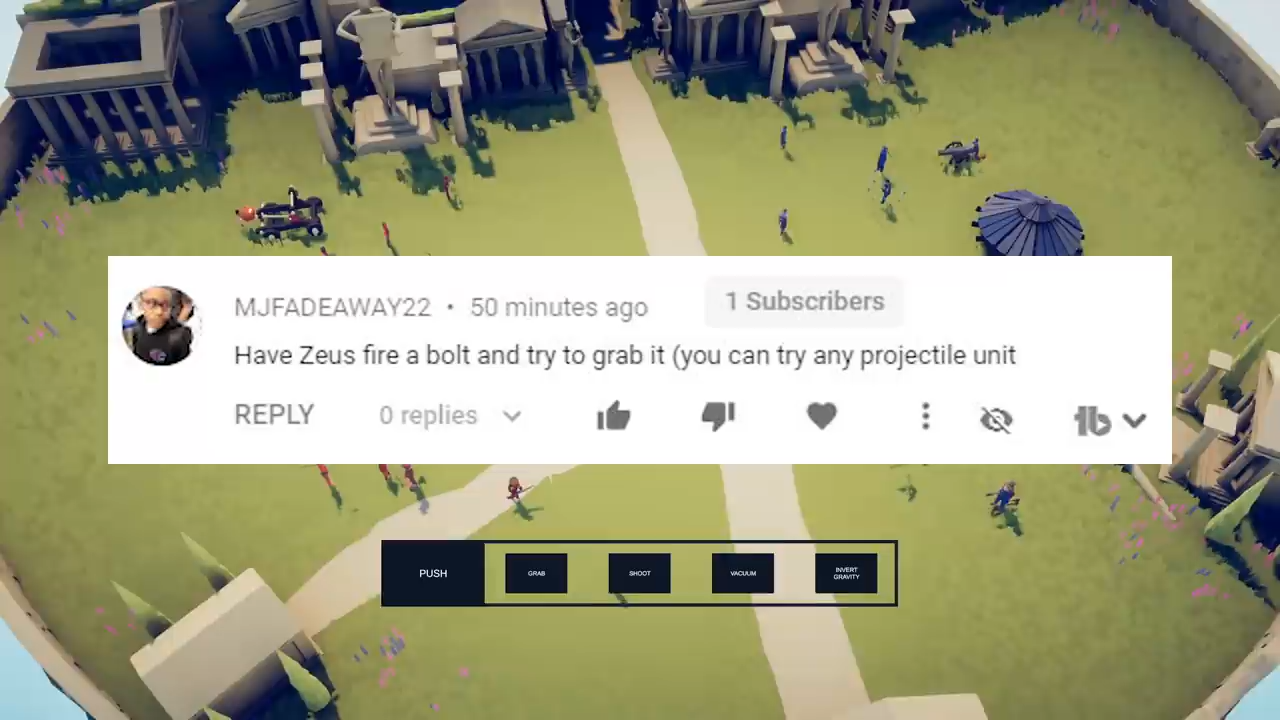 MJFADEAWAY22 • 50 minutes ago 1 Subscribers
Have Zeus fire a bolt and try to grab it (you can try any projectile unit
REPLY 0 replies
PUSH GRAB SHOOT VACUUM INVERT
GRAVITY